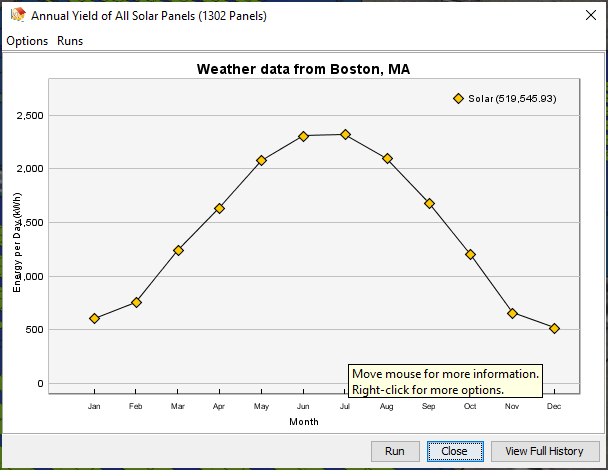 Annual Yield of All Solar Panels (1302 Panels)
Options Runs
Weather data from Boston, MA
Solar (519,545.93)
2,500
2,000
1,500
1,000
500
0
Energy per Day (kWh)
Jan Feb Mar Apr May Jun Jul Aug Sep Oct Nov Dec
Month
Move mouse for more information.
Right-click for more options.
Run Close View Full History